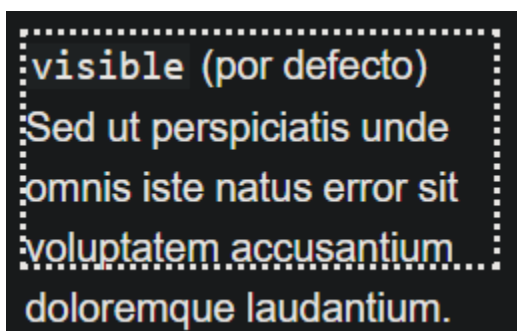 visible (por defecto)
Sed ut perspiciatis unde
omnis iste natus error sit
voluptatem accusantium
doloremque laudantium.